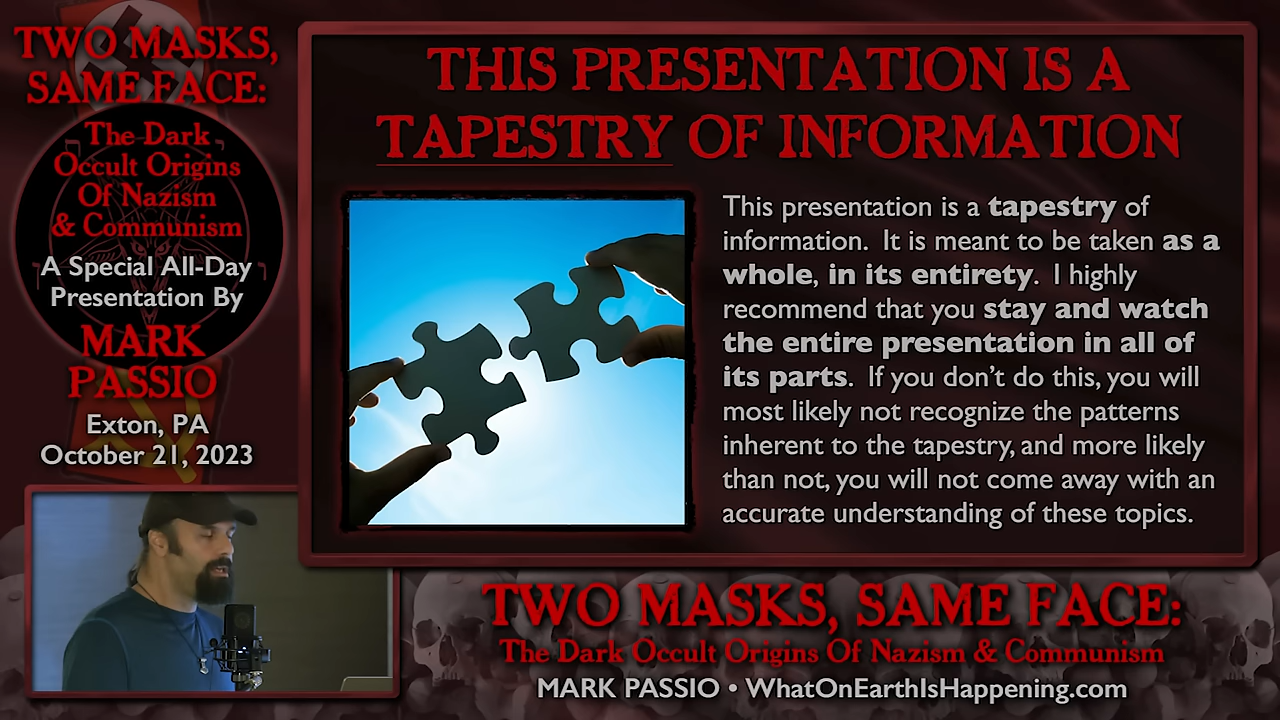 TWO MASKS,
SAME FACE:
The Dark
Occult Origins
Of Nazism
& Communism
A Special All-Day
Presentation By
MARK
PASSIO
Exton, PA
October 21, 2023
THIS PRESENTATION IS A
TAPESTRY OF INFORMATION
This presentation is a tapestry of
information.  It is meant to be taken as a
whole, in its entirety.  I highly
recommend that you stay and watch
the entire presentation in all of
its parts.  If you don’t do this, you will
most likely not recognize the patterns
inherent to the tapestry, and more likely
than not, you will not come away with an
accurate understanding of these topics.
TWO MASKS, SAME FACE:
The Dark Occult Origins Of Nazism & Communism
MARK PASSIO • WhatOnEarthIsHappening.com